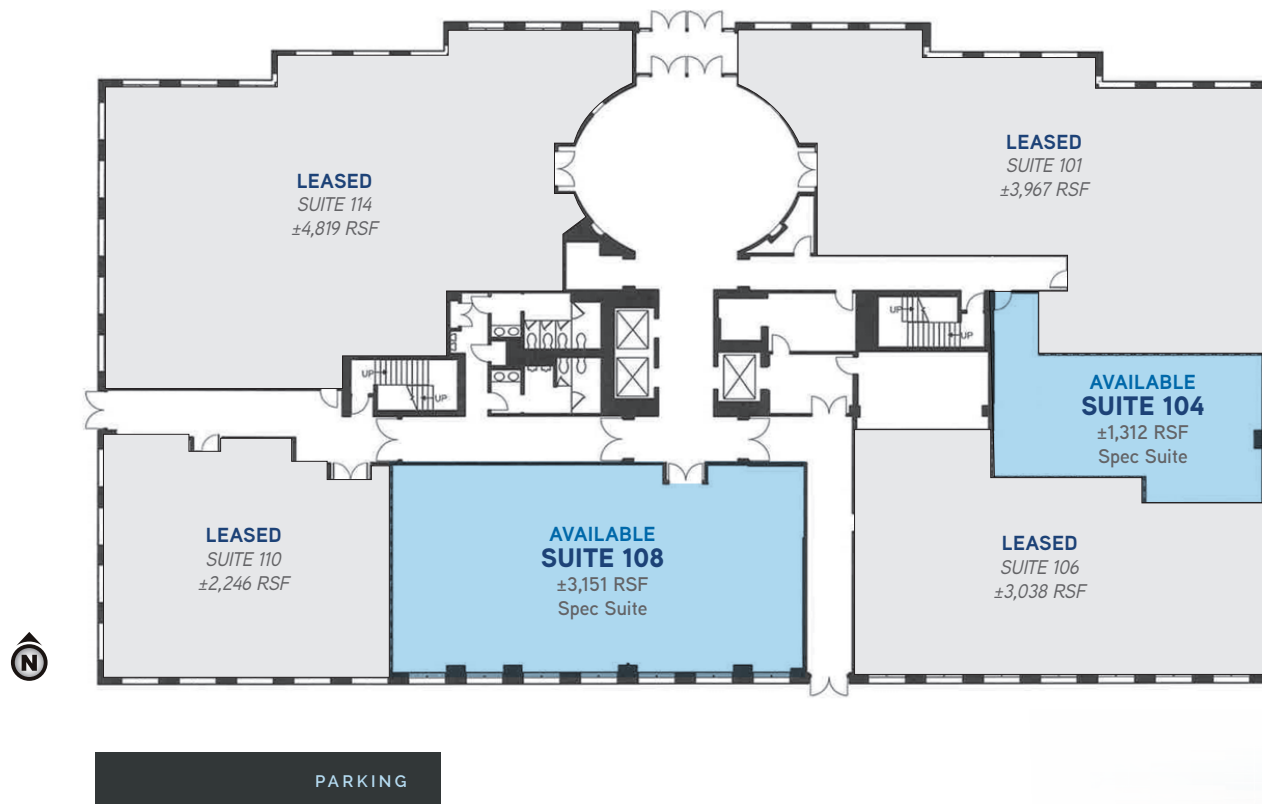 LEASED
SUITE 114
±4,819 RSF
LEASED
SUITE 101
±3,967 RSF
UP
UP
UP
UP
AVAILABLE
SUITE 104
±1,312 RSF
Spec Suite
LEASED
SUITE 110
±2,246 RSF
AVAILABLE
SUITE 108
±3,151 RSF
Spec Suite
LEASED
SUITE 106
±3,038 RSF
N
PARKING